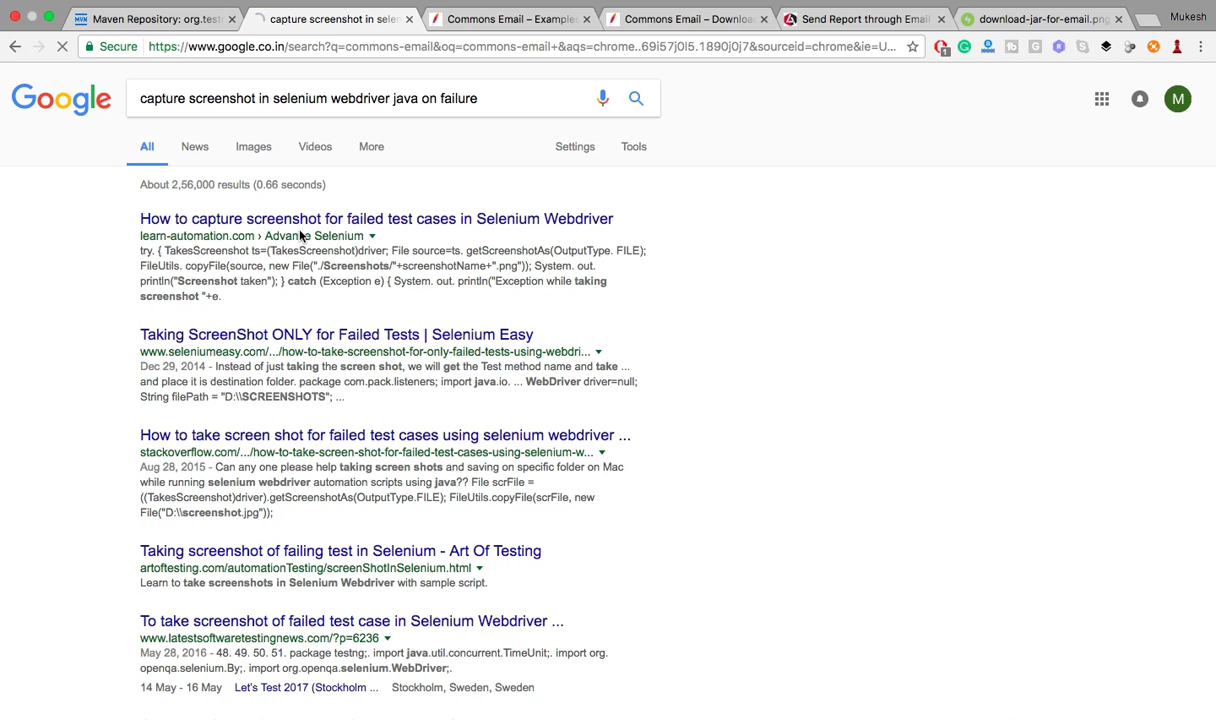 Maven Repository: org.test
capture screenshot in selen
Commons Email – Examples
Commons Email – Downloa
Send Report through Email
download-jar-for-email.png
Mukesh
Secure
https://www.google.co.in/search?q=commons-email&oq=commons-email+&aqs=chrome..69i57j0l5.1890j0j7&sourceid=chrome&ie=U...
Google
capture screenshot in selenium webdriver java on failure
M
All
News
Images
Videos
More
Settings
Tools
About 2,56,000 results (0.66 seconds)
How to capture screenshot for failed test cases in Selenium Webdriver
learn-automation.com › Advance Selenium
try. { TakesScreenshot ts=(TakesScreenshot)driver; File source=ts. getScreenshotAs(OutputType. FILE);
FileUtils. copyFile(source, new File("./Screenshots/"+screenshotName+".png")); System. out.
println("Screenshot taken"); } catch (Exception e) { System. out. println("Exception while taking
screenshot "+e.
Taking ScreenShot ONLY for Failed Tests | Selenium Easy
www.seleniumeasy.com/.../how-to-take-screenshot-for-only-failed-tests-using-webdri...
Dec 29, 2014 - Instead of just taking the screen shot, we will get the Test method name and take ...
and place it is destination folder. package com.pack.listeners; import java.io. ... WebDriver driver=null;
String filePath = "D:\\SCREENSHOTS"; ...
How to take screen shot for failed test cases using selenium webdriver ...
stackoverflow.com/.../how-to-take-screen-shot-for-failed-test-cases-using-selenium-w...
Aug 28, 2015 - Can any one please help taking screen shots and saving on specific folder on Mac
while running selenium webdriver automation scripts using java?? File scrFile =
((TakesScreenshot)driver).getScreenshotAs(OutputType.FILE); FileUtils.copyFile(scrFile, new
File("D:\\screenshot.jpg"));
Taking screenshot of failing test in Selenium - Art Of Testing
artoftesting.com/automationTesting/screenShotInSelenium.html
Learn to take screenshots in Selenium Webdriver with sample script.
To take screenshot of failed test case in Selenium Webdriver ...
www.latestsoftwaretestingnews.com/?p=6236
May 28, 2016 - 48. 49. 50. 51. package testng;. import java.util.concurrent.TimeUnit;. import org.
openqa.selenium.By;. import org.openqa.selenium.WebDriver;.
14 May - 16 May Let's Test 2017 (Stockholm ... Stockholm, Sweden, Sweden